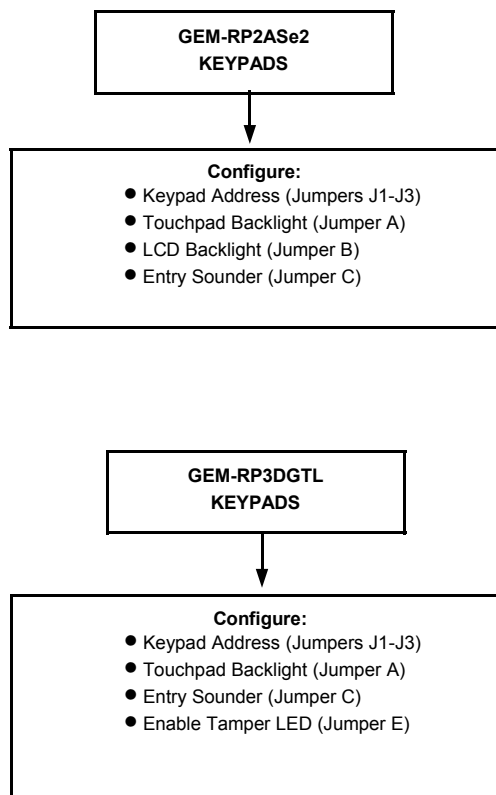 GEM-RP2ASe2
KEYPADS
Configure:
● Keypad Address (Jumpers J1-J3)
● Touchpad Backlight (Jumper A)
● LCD Backlight (Jumper B)
● Entry Sounder (Jumper C)
GEM-RP3DGTL
KEYPADS
Configure:
● Keypad Address (Jumpers J1-J3)
● Touchpad Backlight (Jumper A)
● Entry Sounder (Jumper C)
● Enable Tamper LED (Jumper E)